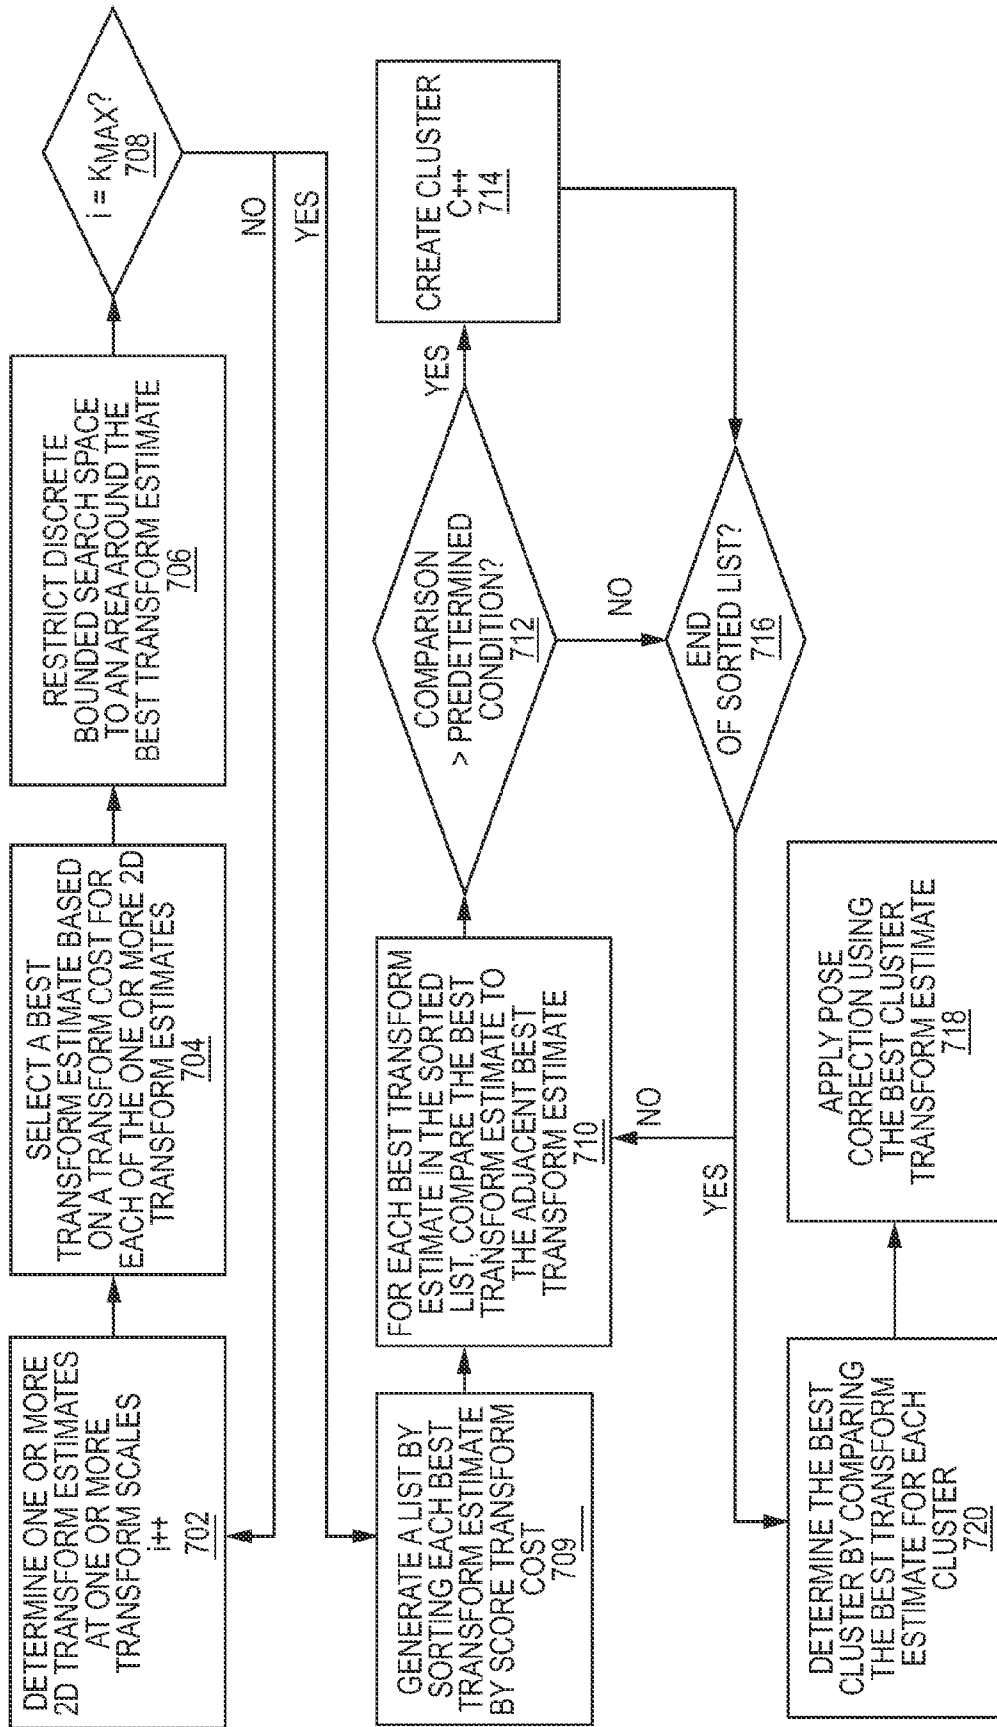 DETERMINE ONE OR MORE
2D TRANSFORM ESTIMATES
AT ONE OR MORE
TRANSFORM SCALES
i++
702
SELECT A BEST
TRANSFORM ESTIMATE BASED
ON A TRANSFORM COST FOR
EACH OF THE ONE OR MORE 2D
TRANSFORM ESTIMATES
704
RESTRICT DISCRETE
BOUNDED SEARCH SPACE
TO AN AREA AROUND THE
BEST TRANSFORM ESTIMATE
706
i = KMAX?
708
NO
YES
GENERATE A LIST BY
SORTING EACH BEST
TRANSFORM ESTIMATE
BY SCORE TRANSFORM
COST
709
FOR EACH BEST TRANSFORM
ESTIMATE IN THE SORTED
LIST, COMPARE THE BEST
TRANSFORM ESTIMATE TO
THE ADJACENT BEST
TRANSFORM ESTIMATE
710
COMPARISON
> PREDETERMINED
CONDITION?
712
YES
CREATE CLUSTER
C++
714
NO
END
OF SORTED LIST?
716
NO
YES
DETERMINE THE BEST
CLUSTER BY COMPARING
THE BEST TRANSFORM
ESTIMATE FOR EACH
CLUSTER
720
APPLY POSE
CORRECTION USING
THE BEST CLUSTER
TRANSFORM ESTIMATE
718